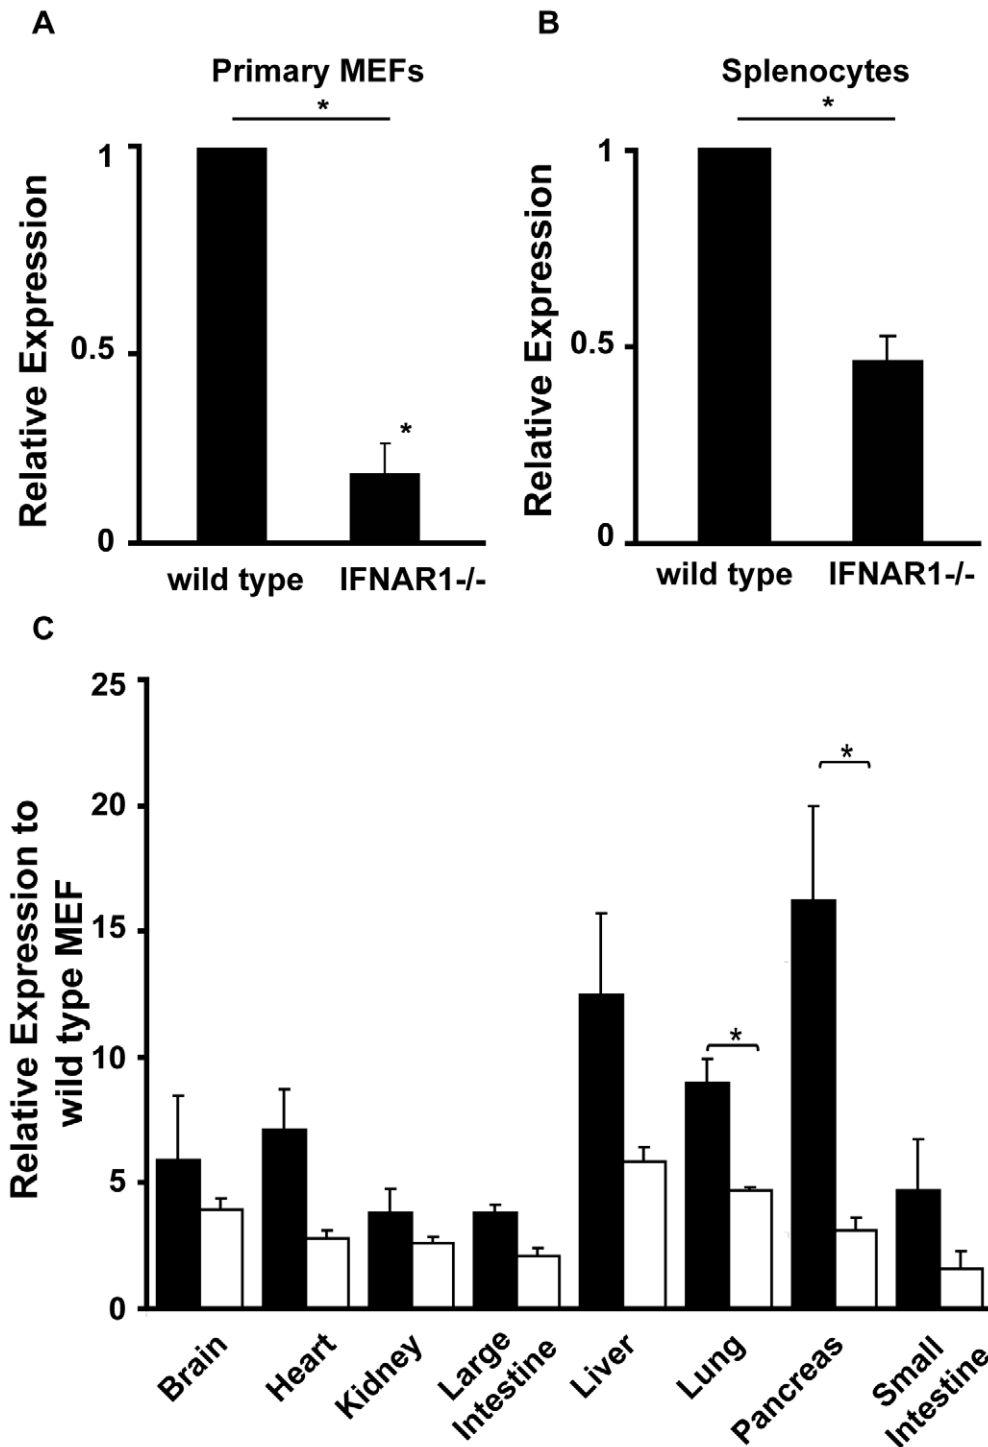 A
Primary MEFs
*
Relative Expression
1
0.5
0
*
wild type
IFNAR1-/-
B
Splenocytes
*
Relative Expression
1
0.5
0
wild type
IFNAR1-/-
C
Relative Expression to
wild type MEF
25
20
15
10
5
0
*
*
Brain
Heart
Kidney
Large
Intestine
Liver
Lung
Pancreas
Small
Intestine